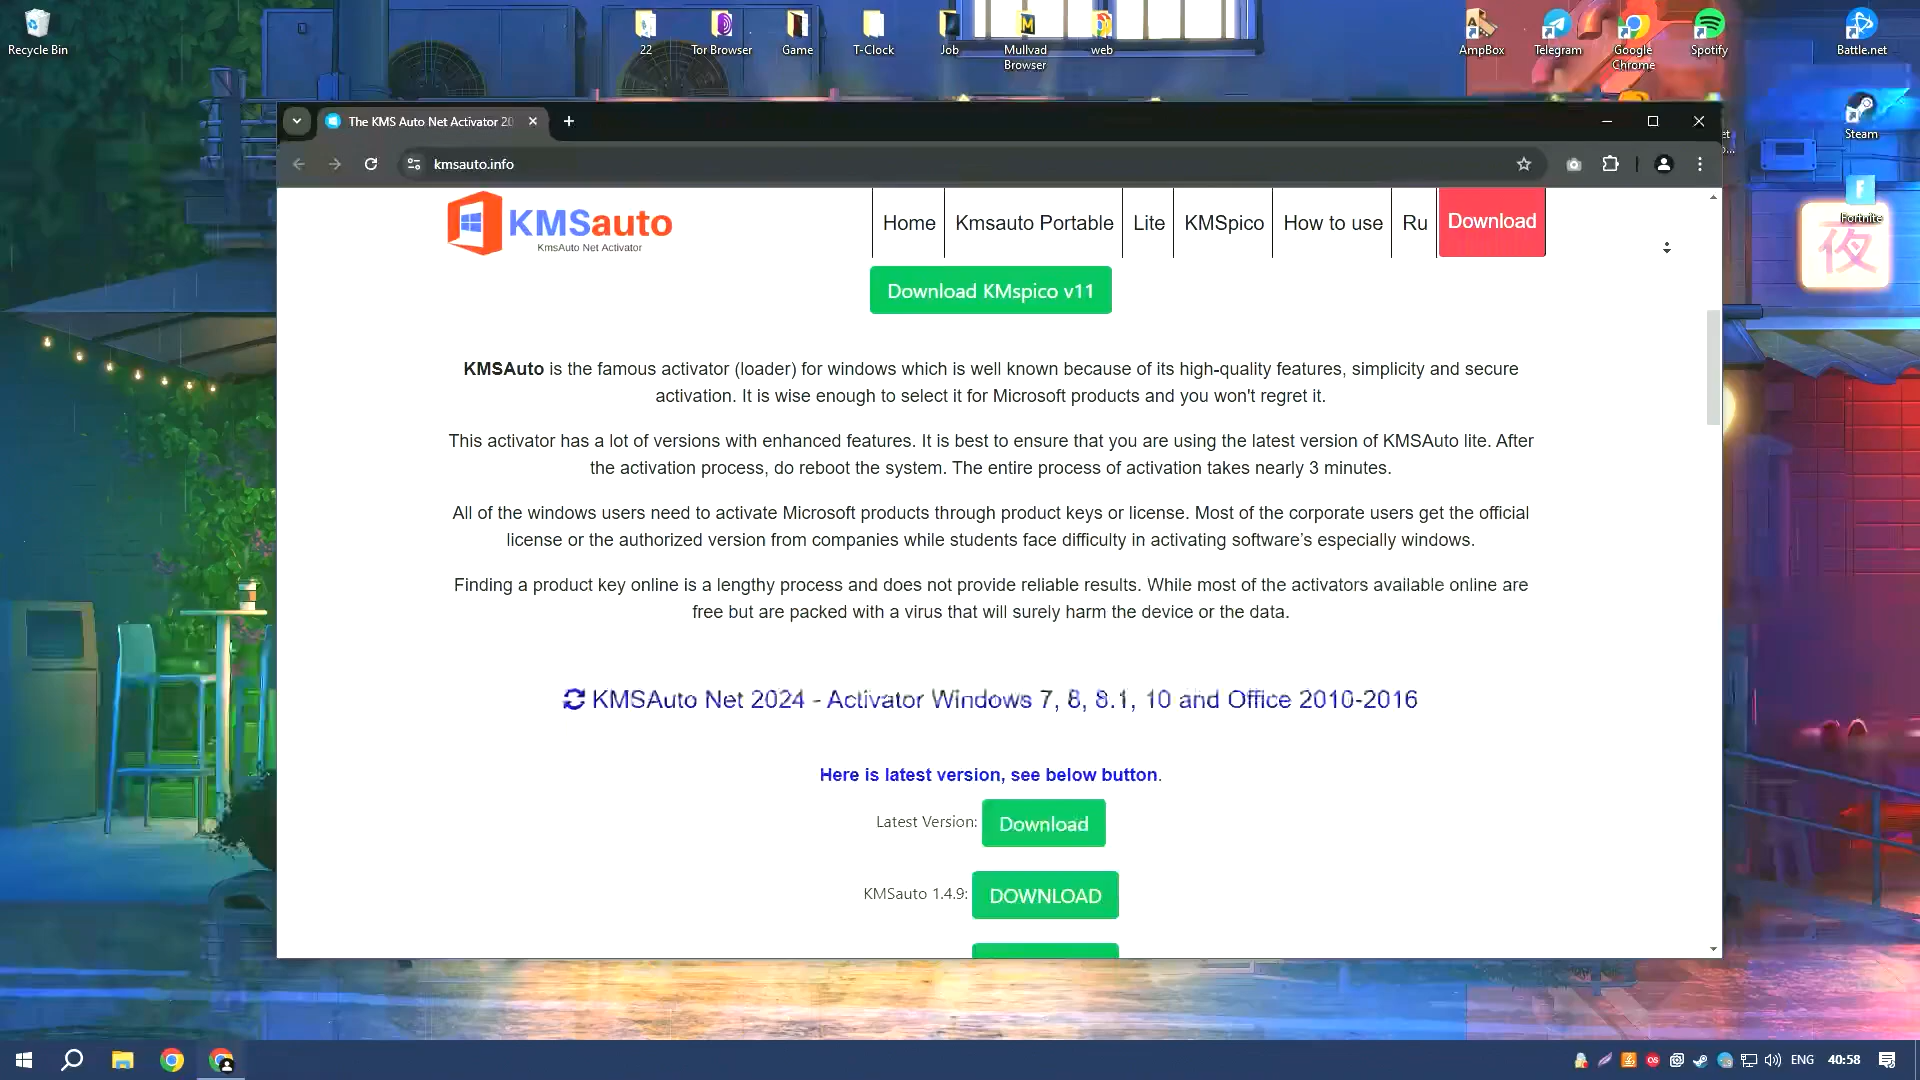 Recycle Bin
22
Tor Browser
Game
T-Clock
Job
Mullvad
Browser
web
AmpBox
Telegram
Google
Chrome
Spotify
Battle.net
Steam
Fortnite
夜
The KMS Auto Net Activator 20
kmsauto.info
KMSauto
KmsAuto Net Activator
Home
Kmsauto Portable
Lite
KMSpico
How to use
Ru
Download
Download KMspico v11
KMSAuto is the famous activator (loader) for windows which is well known because of its high-quality features, simplicity and secure
activation. It is wise enough to select it for Microsoft products and you won't regret it.
This activator has a lot of versions with enhanced features. It is best to ensure that you are using the latest version of KMSAuto lite. After
the activation process, do reboot the system. The entire process of activation takes nearly 3 minutes.
All of the windows users need to activate Microsoft products through product keys or license. Most of the corporate users get the official
license or the authorized version from companies while students face difficulty in activating software’s especially windows.
Finding a product key online is a lengthy process and does not provide reliable results. While most of the activators available online are
free but are packed with a virus that will surely harm the device or the data.
KMSAuto Net 2024 - Activator Windows 7, 8, 8.1, 10 and Office 2010-2016
Here is latest version, see below button.
Latest Version: Download
KMSauto 1.4.9: DOWNLOAD
ENG
40:58